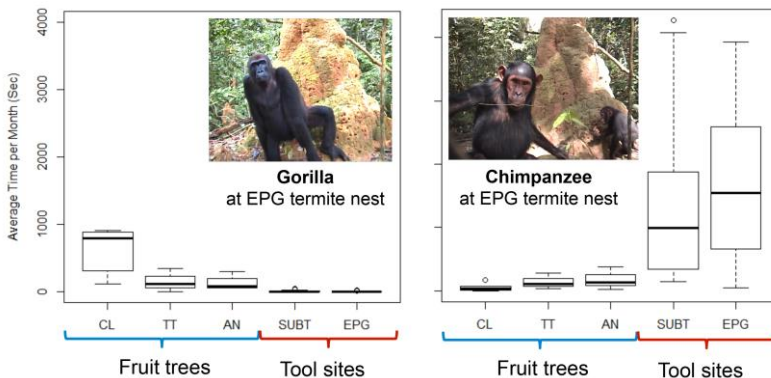 Average Time per Month (Sec)
4000
3000
2000
1000
0
Gorilla
at EPG termite nest
CL TT AN SUBT EPG
Fruit trees Tool sites
Chimpanzee
at EPG termite nest
CL TT AN SUBT EPG
Fruit trees Tool sites